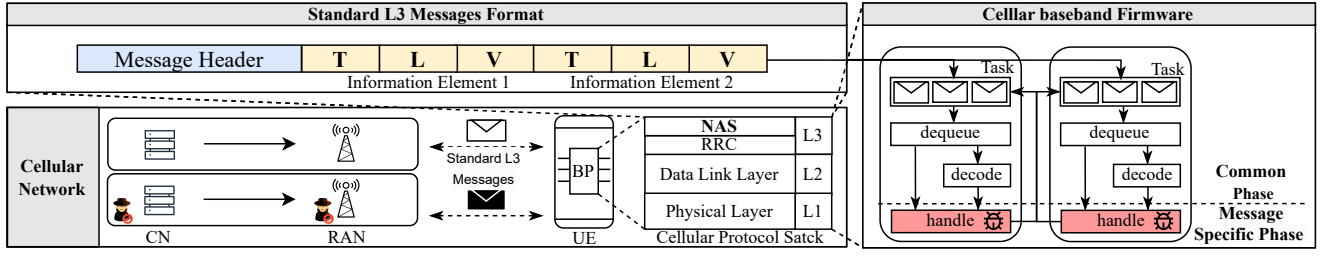 Standard L3 Messages Format
Message Header T L V T L V
Information Element 1 Information Element 2
Cellular
Network
CN
RAN
Standard L3
Messages
BP
UE
NAS
RRC
L3
Data Link Layer L2
Physical Layer L1
Cellular Protocol Satck
Celllar baseband Firmware
Task
dequeue
decode
handle
Task
dequeue
decode
handle
Common
Phase
Message
Specific Phase